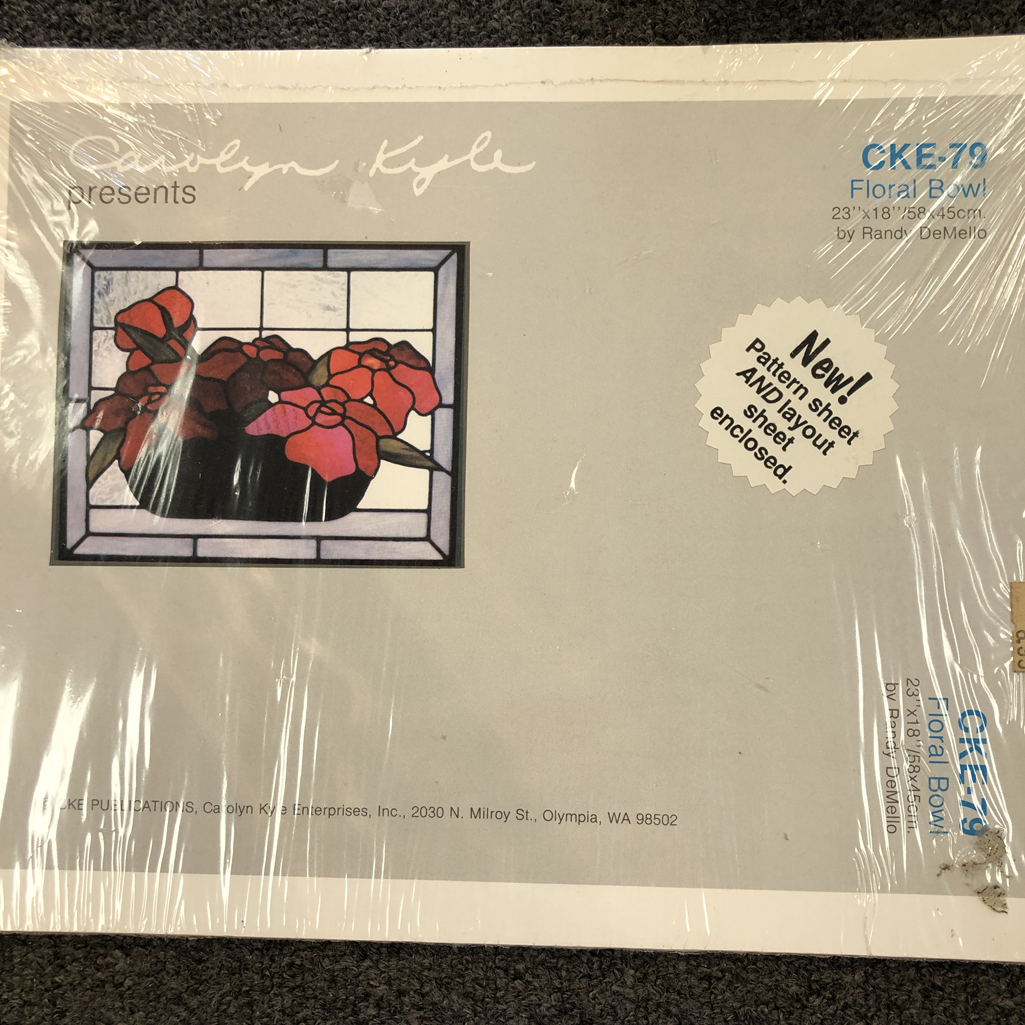 Carolyn Kyle
presents
CKE-79
Floral Bowl
23''x18''/58x45cm.
by Randy DeMello
New!
Pattern sheet
AND layout
sheet
enclosed.
CKE PUBLICATIONS, Carolyn Kyle Enterprises, Inc., 2030 N. Milroy St., Olympia, WA 98502
CKE-79
Floral Bowl
23''x18''/58x45cm.
by Randy DeMello